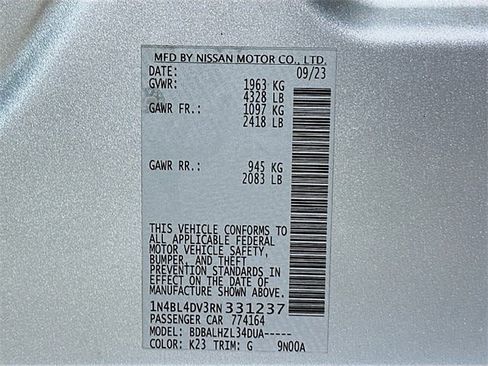 MFD BY NISSAN MOTOR CO., LTD.
DATE: 09/23
GVWR: 1963 KG
4328 LB
GAWR FR.: 1097 KG
2418 LB
GAWR RR.: 945 KG
2083 LB
THIS VEHICLE CONFORMS TO
ALL APPLICABLE FEDERAL
MOTOR VEHICLE SAFETY,
BUMPER, AND THEFT
PREVENTION STANDARDS IN
EFFECT ON THE DATE OF
MANUFACTURE SHOWN ABOVE.
1N4BL4DV3RN331237
PASSENGER CAR 774164
MODEL: BDBALHZL34DUA-----
COLOR: K23 TRIM: G 9N00A